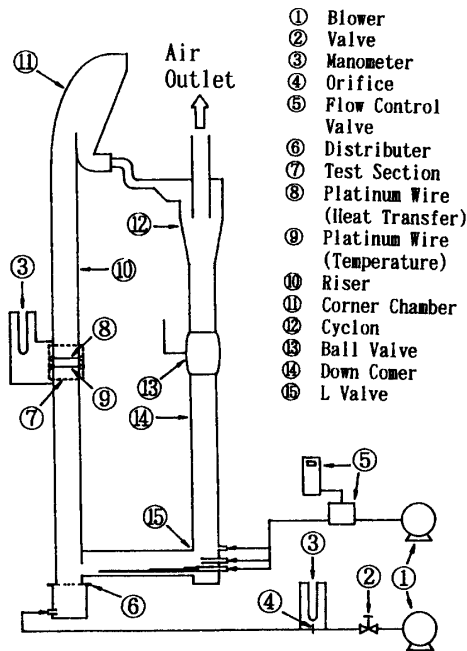 Air
Outlet
① Blower
② Valve
③ Manometer
④ Orifice
⑤ Flow Control
Valve
⑥ Distributer
⑦ Test Section
⑧ Platinum Wire
(Heat Transfer)
⑨ Platinum Wire
(Temperature)
⑩ Riser
⑪ Corner Chamber
⑫ Cyclon
⑬ Ball Valve
⑭ Down Comer
⑮ L Valve
⑪
⑫
⑩
③
⑧
⑬
⑨
⑦
⑭
⑤
⑮
③
②
①
⑥
④